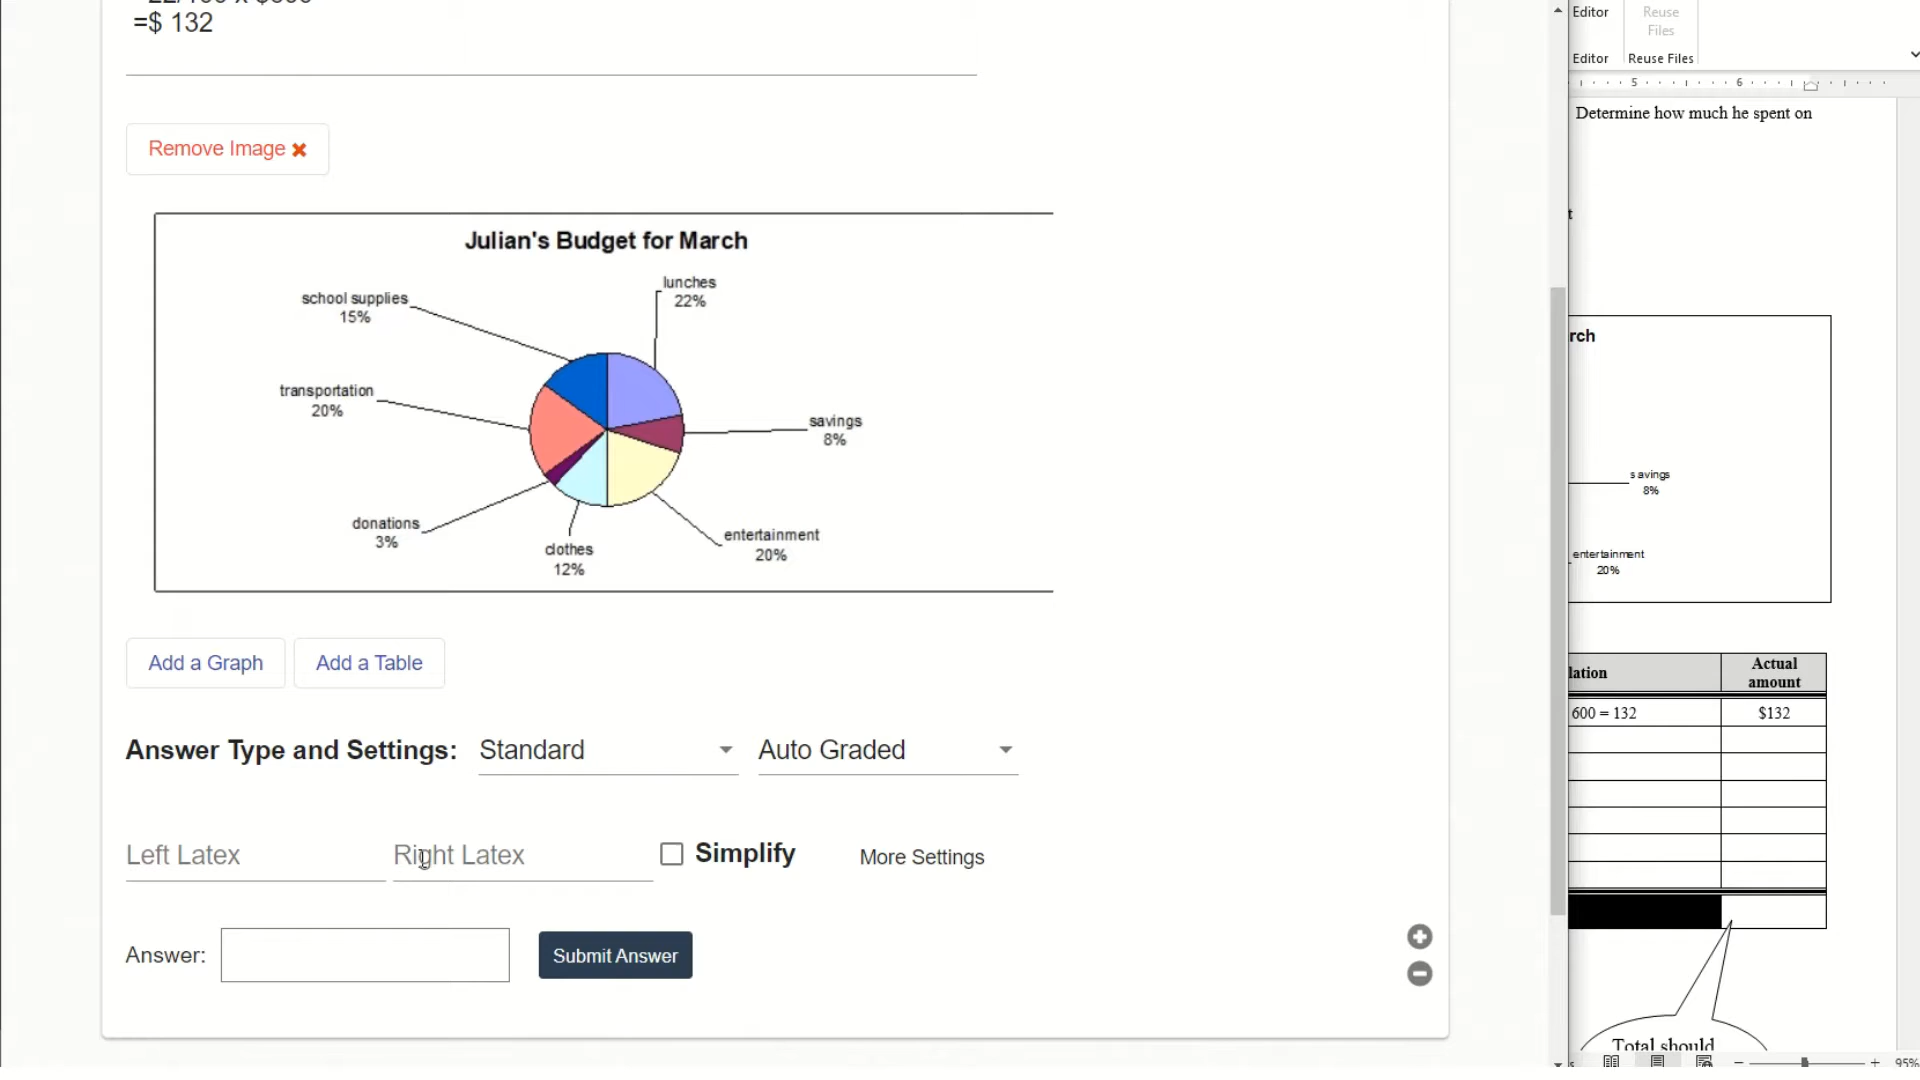 =$ 132
Remove Image
Julian's Budget for March
lunches
22%
school supplies
15%
transportation
20%
savings
8%
donations
3%
clothes
12%
entertainment
20%
Add a Graph
Add a Table
Answer Type and Settings:
Standard
Auto Graded
Left Latex
Right Latex
Simplify
More Settings
Answer:
Submit Answer
Editor
Reuse
Files
Editor
Reuse Files
5
6
Determine how much he spent on
t
rch
savings
8%
entertainment
20%
lation
Actual
amount
600 = 132
$132
Total should
95%